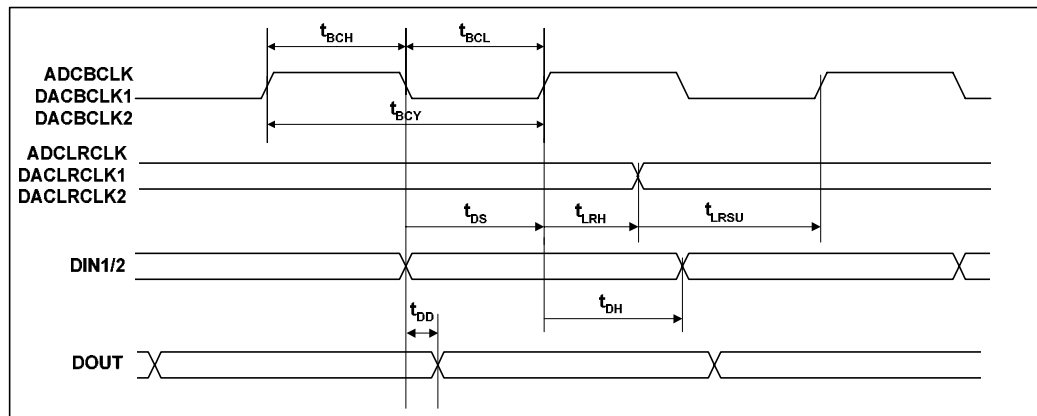 tBCH
tBCL
ADCBCLK
DACBCLK1
DACBCLK2
tBCY
ADCLRCLK
DACLRCLK1
DACLRCLK2
tDS
tLRH
tLRSU
DIN1/2
tDD
tDH
DOUT